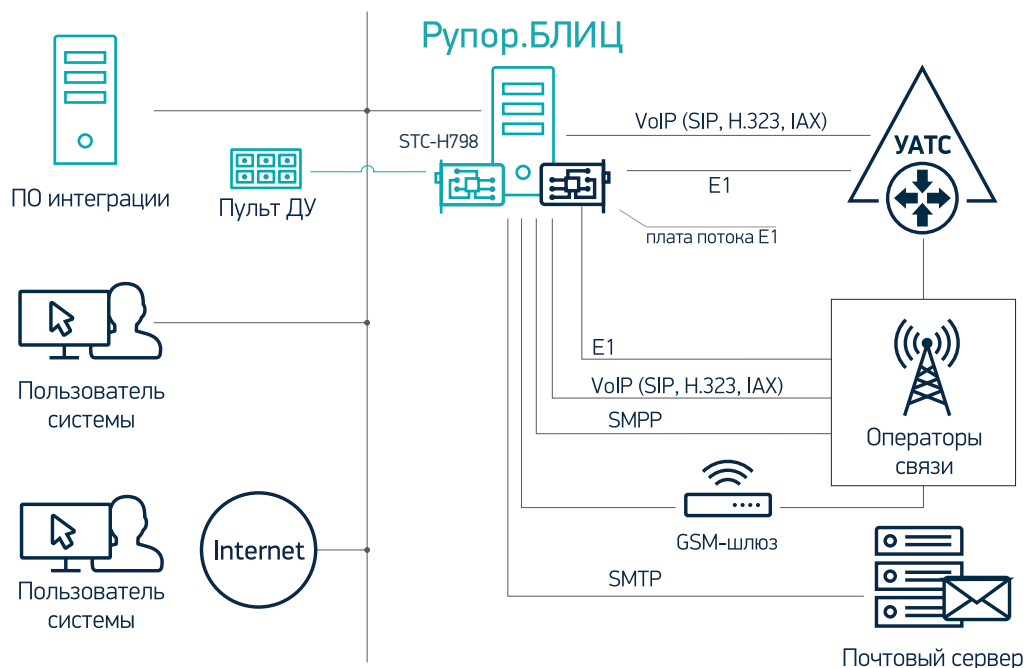 Рупор.БЛИЦ
VoIP (SIP, H.323, IAX)
STC-H798
УАТС
E1
ПО интеграции
Пульт ДУ
плата потока E1
E1
VoIP (SIP, H.323, IAX)
Пользователь
системы
SMPP
Операторы
связи
GSM-шлюз
Internet
SMTP
Пользователь
системы
Почтовый сервер